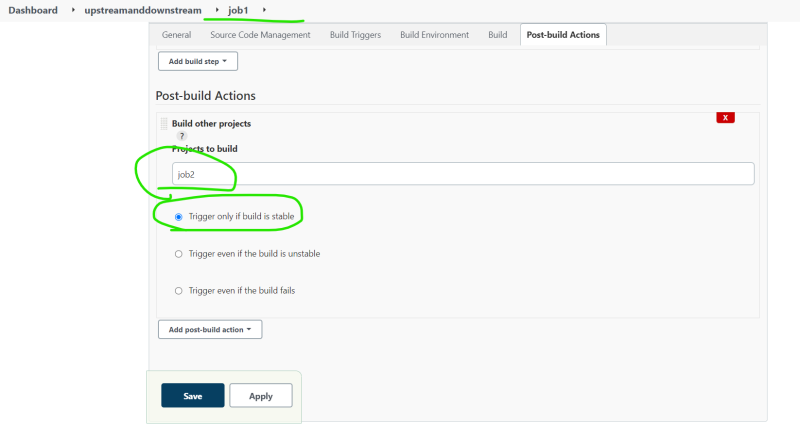 Dashboard upstreamanddownstream job1
General Source Code Management Build Triggers Build Environment Build Post-build Actions
Add build step
Post-build Actions
Build other projects
X
?
Projects to build
job2
Trigger only if build is stable
Trigger even if the build is unstable
Trigger even if the build fails
Add post-build action
Save Apply